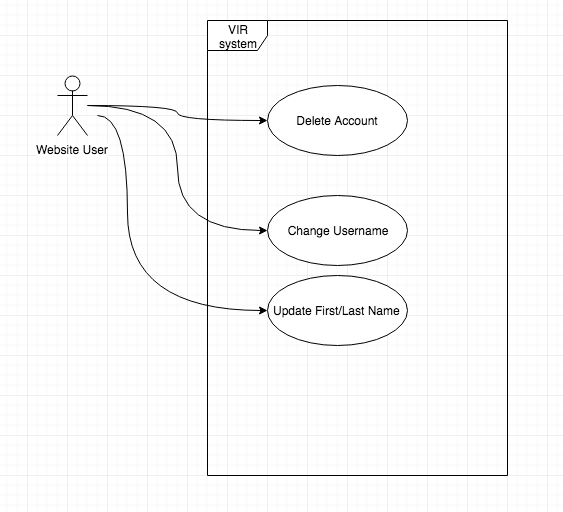 VIR
system
Delete Account
Website User
Change Username
Update First/Last Name